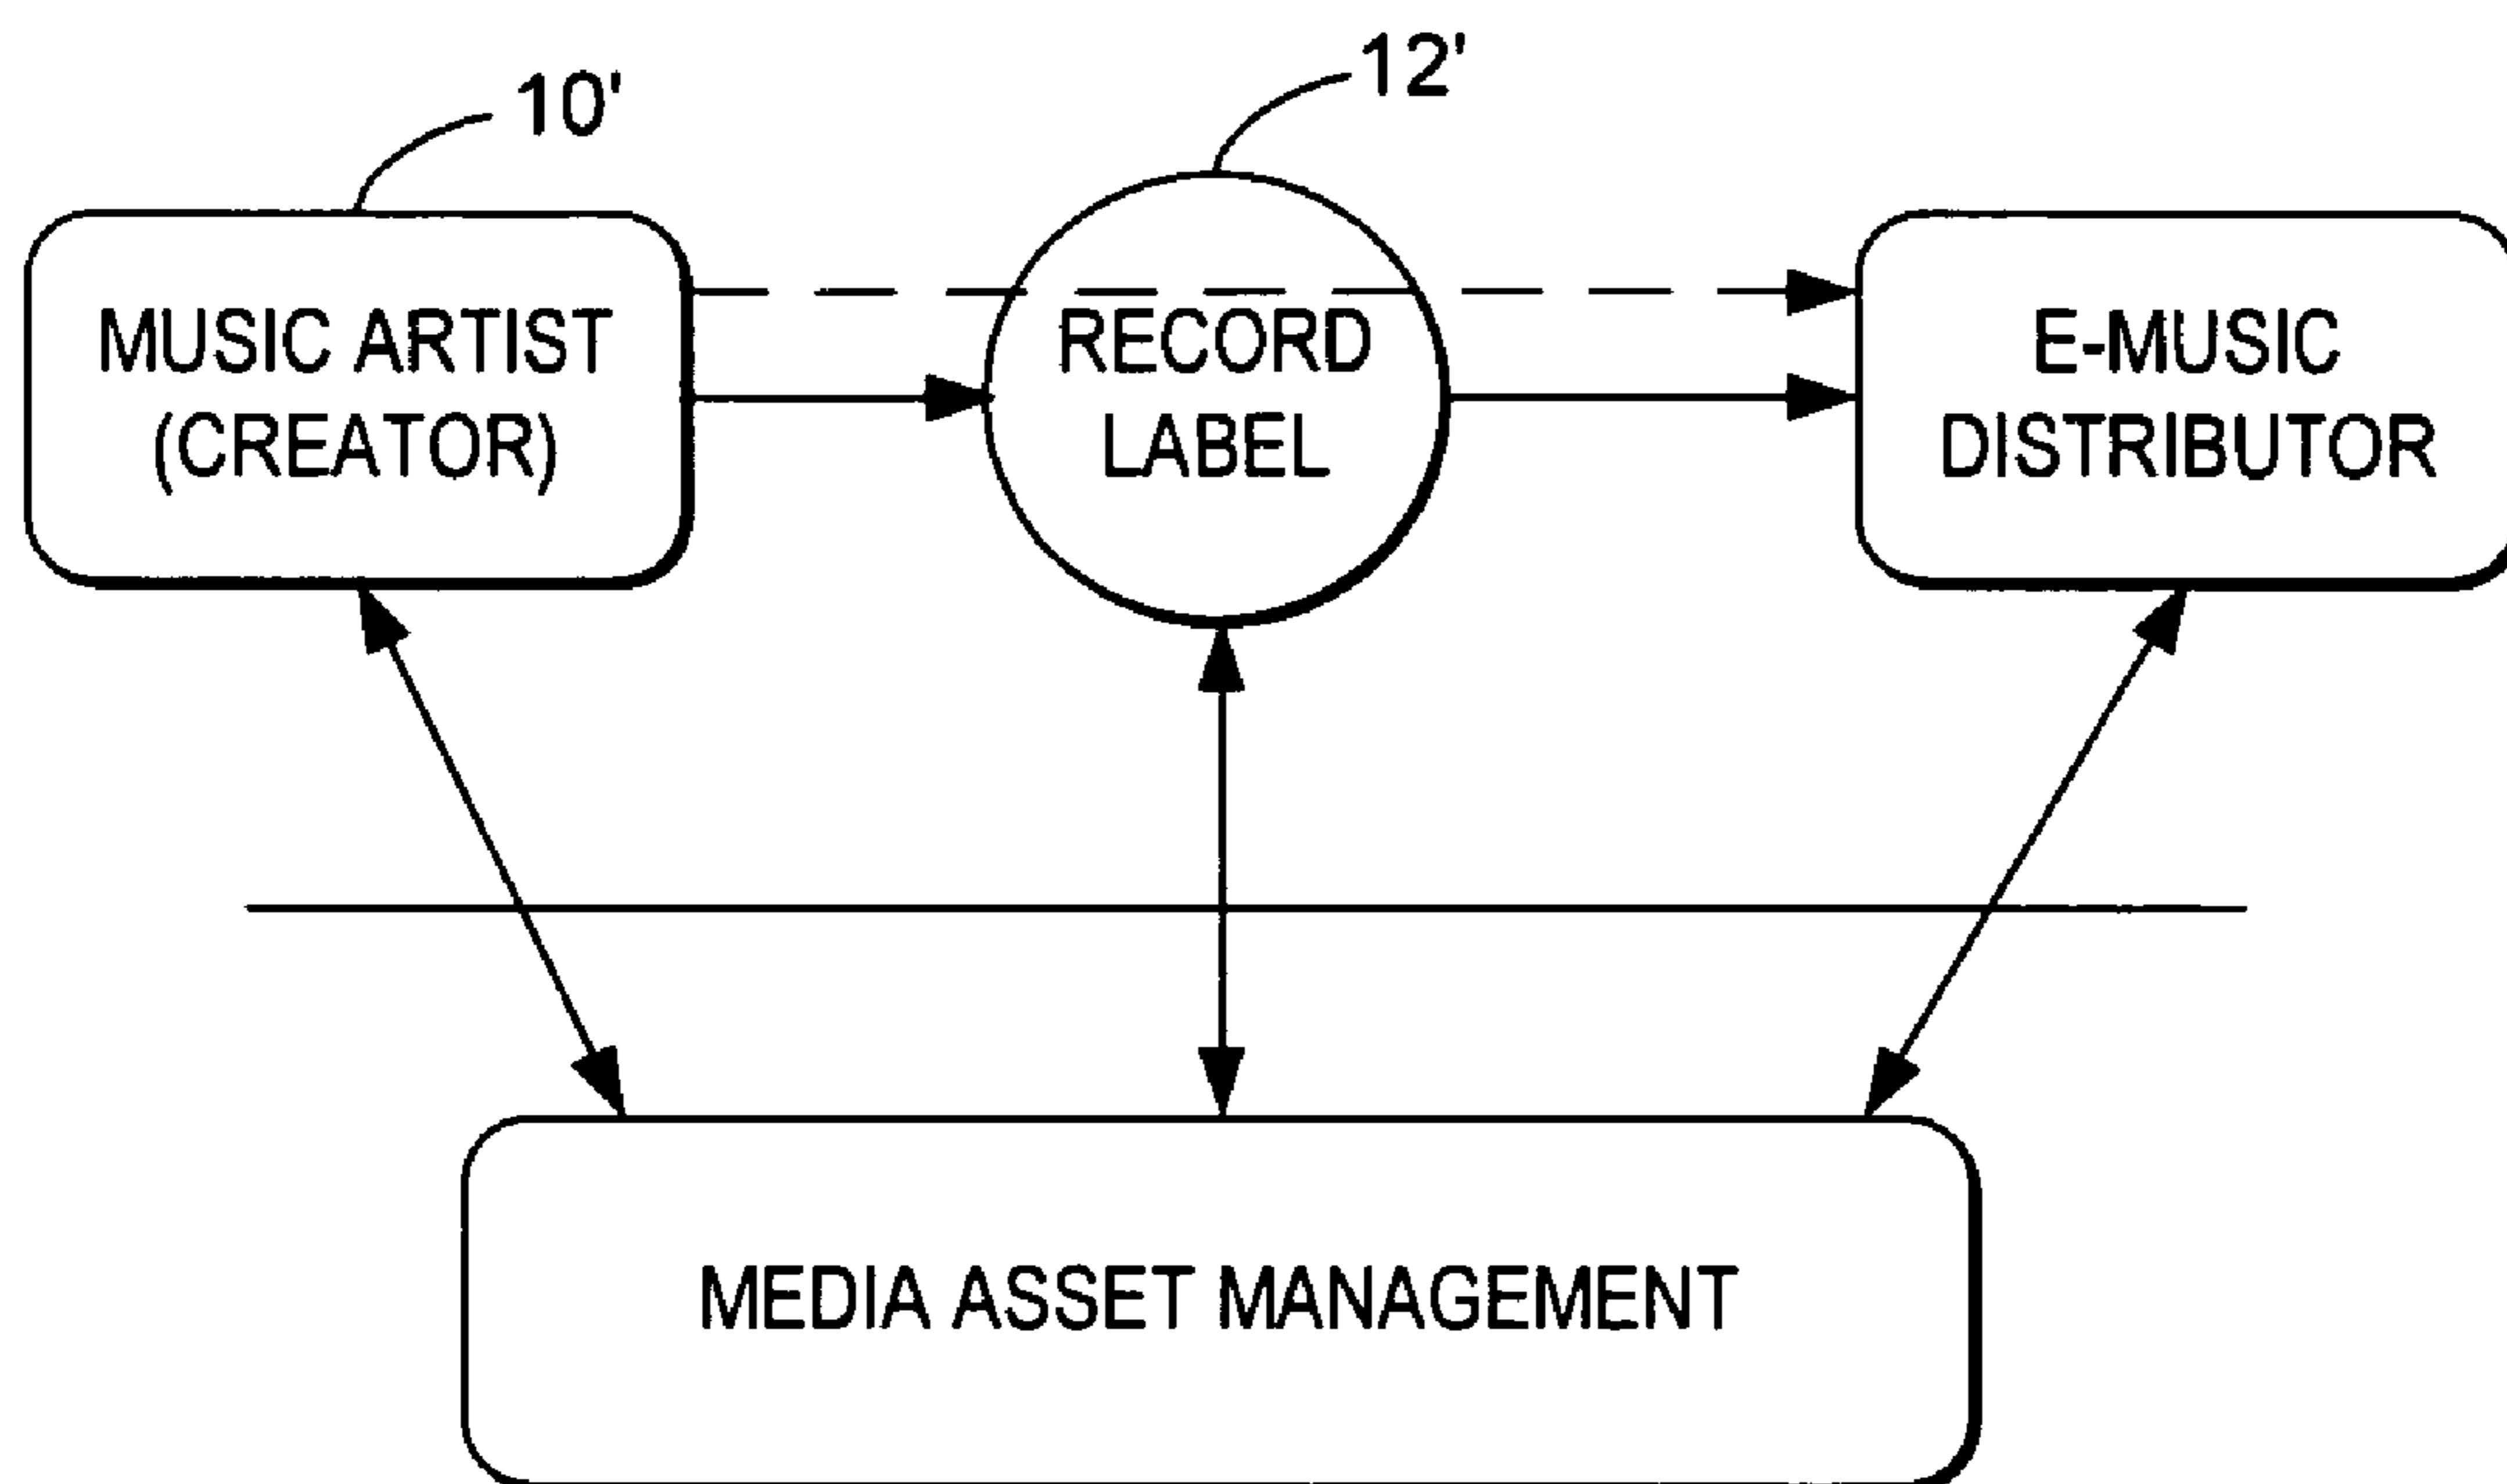 10'
12'
MUSIC ARTIST
(CREATOR)
RECORD
LABEL
E-MUSIC
DISTRIBUTOR
MEDIA ASSET MANAGEMENT